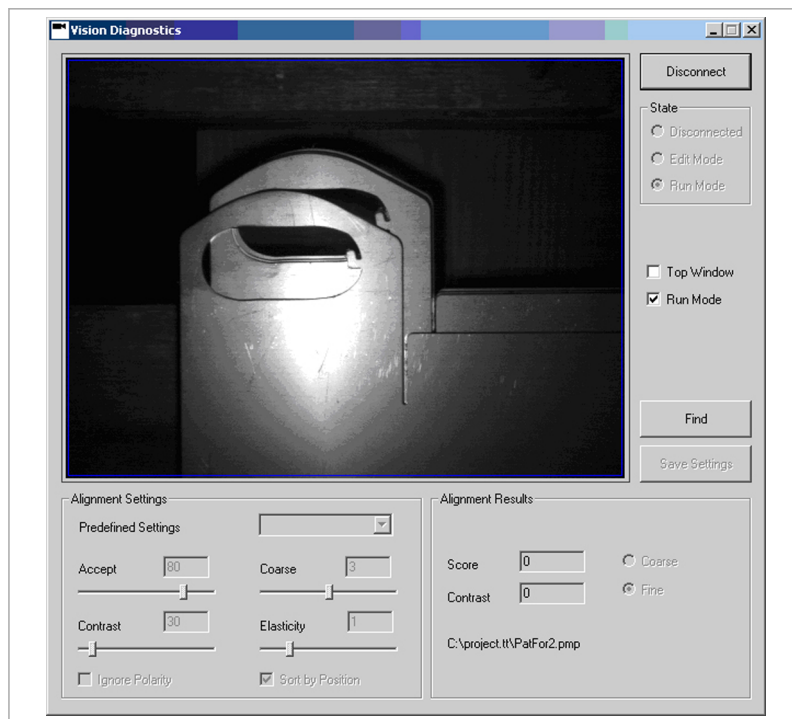 Vision Diagnostics
Disconnect
State
Disconnected
Edit Mode
Run Mode
Top Window
Run Mode
Find
Save Settings
Alignment Settings
Predefined Settings
Accept 80
Coarse 3
Contrast 30
Elasticity 1
Ignore Polarity
Sort by Position
Alignment Results
Score 0
Coarse
Contrast 0
Fine
C:\project.tt\PatFor2.pmp